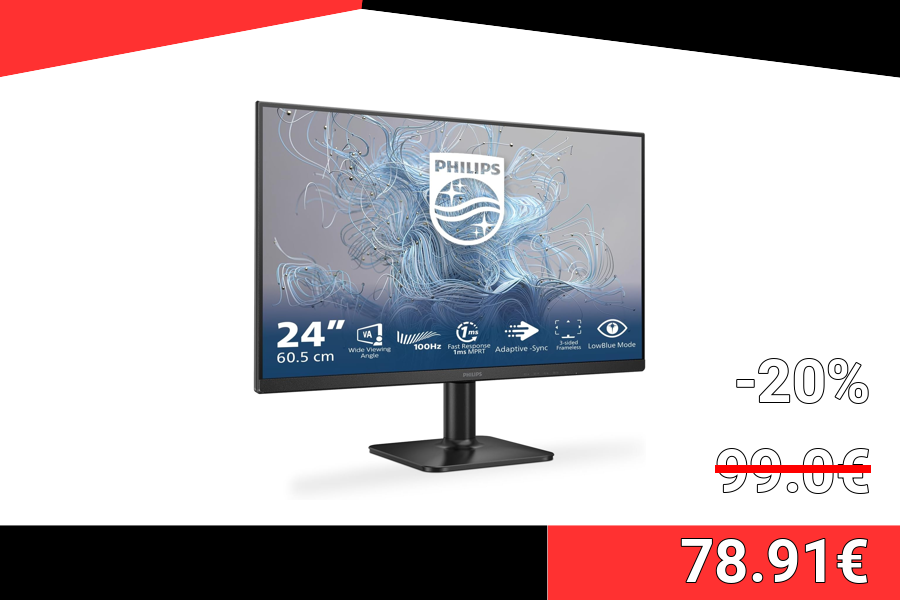 PHILIPS
24”
60.5 cm
VA
Wide Viewing
Angle
100Hz
1ms
Fast Response
1ms MPRT
Adaptive -Sync
3-sided
Frameless
LowBlue Mode
PHILIPS
-20%
99.0€
78.91€